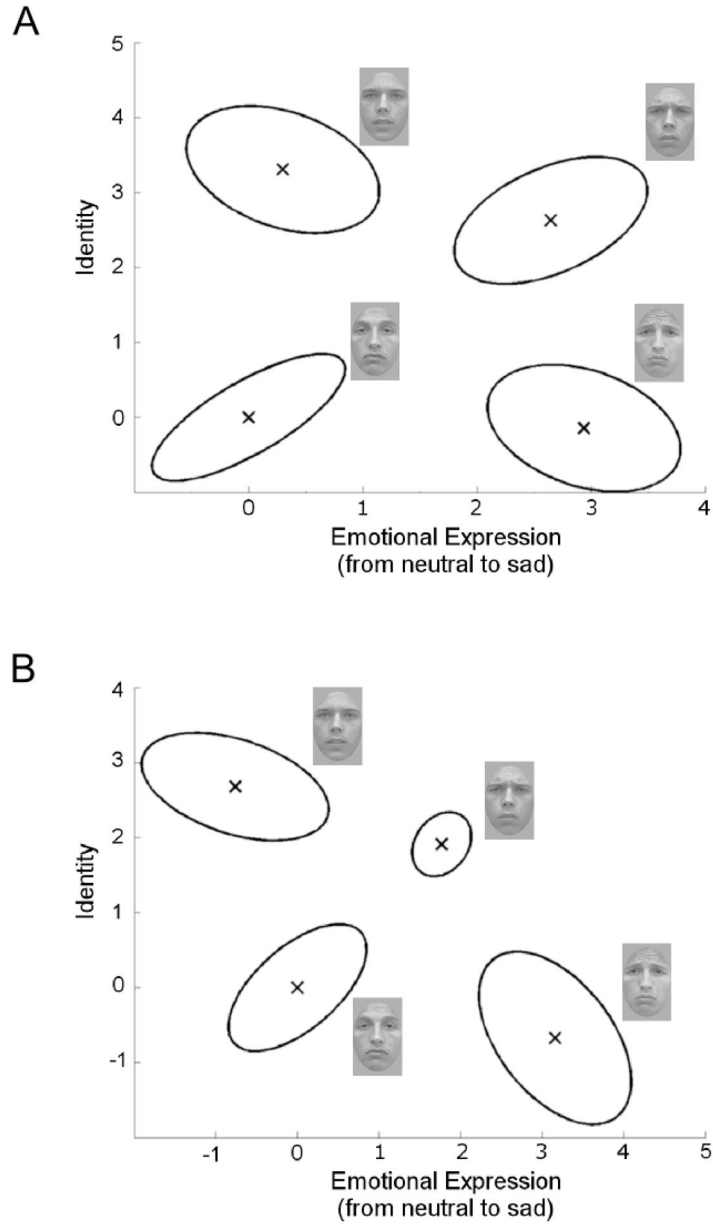 A
5
4
3
2
1
0
Identity
0 1 2 3 4
Emotional Expression
(from neutral to sad)
B
4
3
2
1
0
-1
Identity
-1 0 1 2 3 4 5
Emotional Expression
(from neutral to sad)